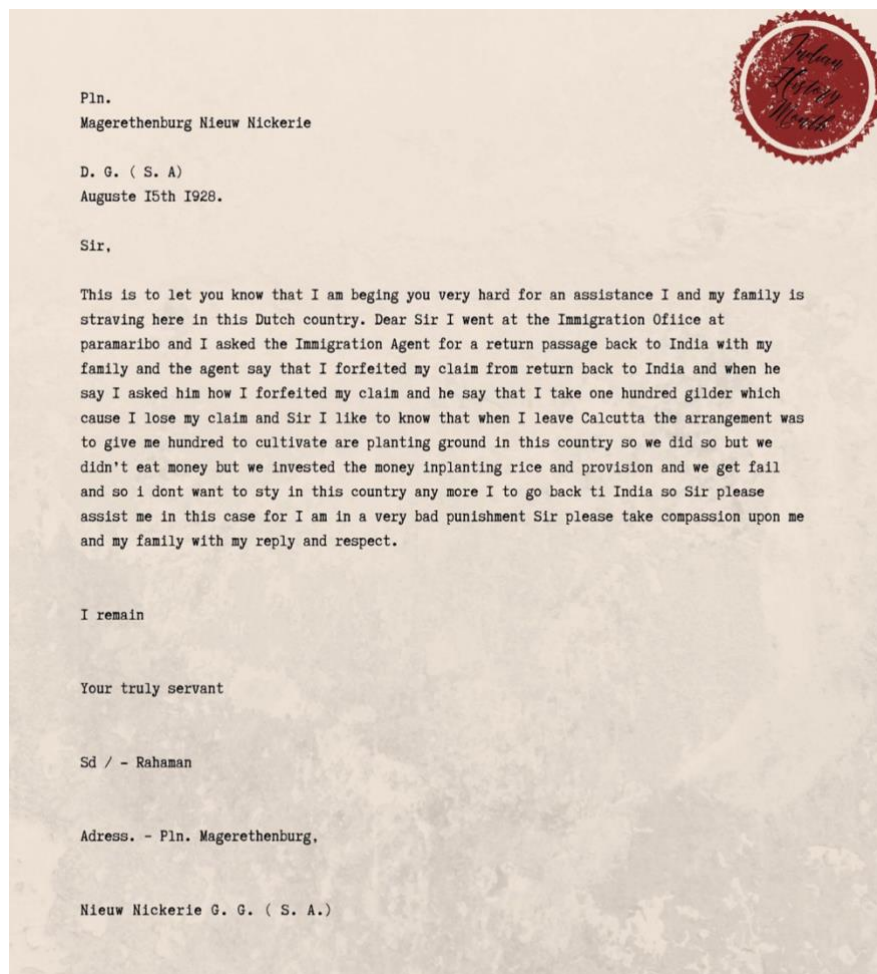 Indian
History
Month
Pln.
Magerethenburg Nieuw Nickerie
D. G. ( S. A)
Auguste I5th I928.
Sir,
This is to let you know that I am beging you very hard for an assistance I and my family is
straving here in this Dutch country. Dear Sir I went at the Immigration Ofiice at
paramaribo and I asked the Immigration Agent for a return passage back to India with my
family and the agent say that I forfeited my claim from return back to India and when he
say I asked him how I forfeited my claim and he say that I take one hundred gilder which
cause I lose my claim and Sir I like to know that when I leave Calcutta the arrangement was
to give me hundred to cultivate are planting ground in this country so we did so but we
didn't eat money but we invested the money inplanting rice and provision and we get fail
and so i dont want to sty in this country any more I to go back ti India so Sir please
assist me in this case for I am in a very bad punishment Sir please take compassion upon me
and my family with my reply and respect.
I remain
Your truly servant
Sd / - Rahaman
Adress. - Pln. Magerethenburg,
Nieuw Nickerie G. G. ( S. A.)